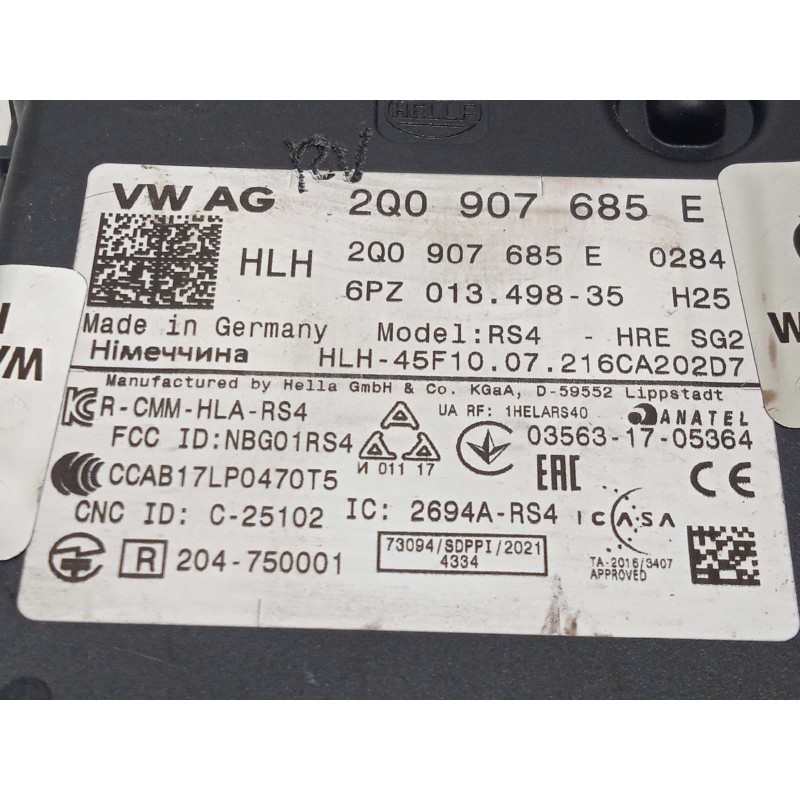 HELLA
VW AG 2Q0 907 685 E
HLH 2Q0 907 685 E 0284
6PZ 013.498-35 H25
Made in Germany Model: RS4 - HRE SG2
Німеччина HLH-45F10.07.216CA202D7
Manufactured by Hella GmbH & Co. KGaA, D-59552 Lippstadt
R-CMM-HLA-RS4 UA RF: 1HELARS40 ANATEL
FCC ID: NBG01RS4 03563-17-05364
И 011 17
CCAB17LP0470T5 EAC CE
CNC ID: C-25102 IC: 2694A-RS4 ICASA
R 204-750001 73094/SDPPI/2021
4334
TA-2016/3407
APPROVED